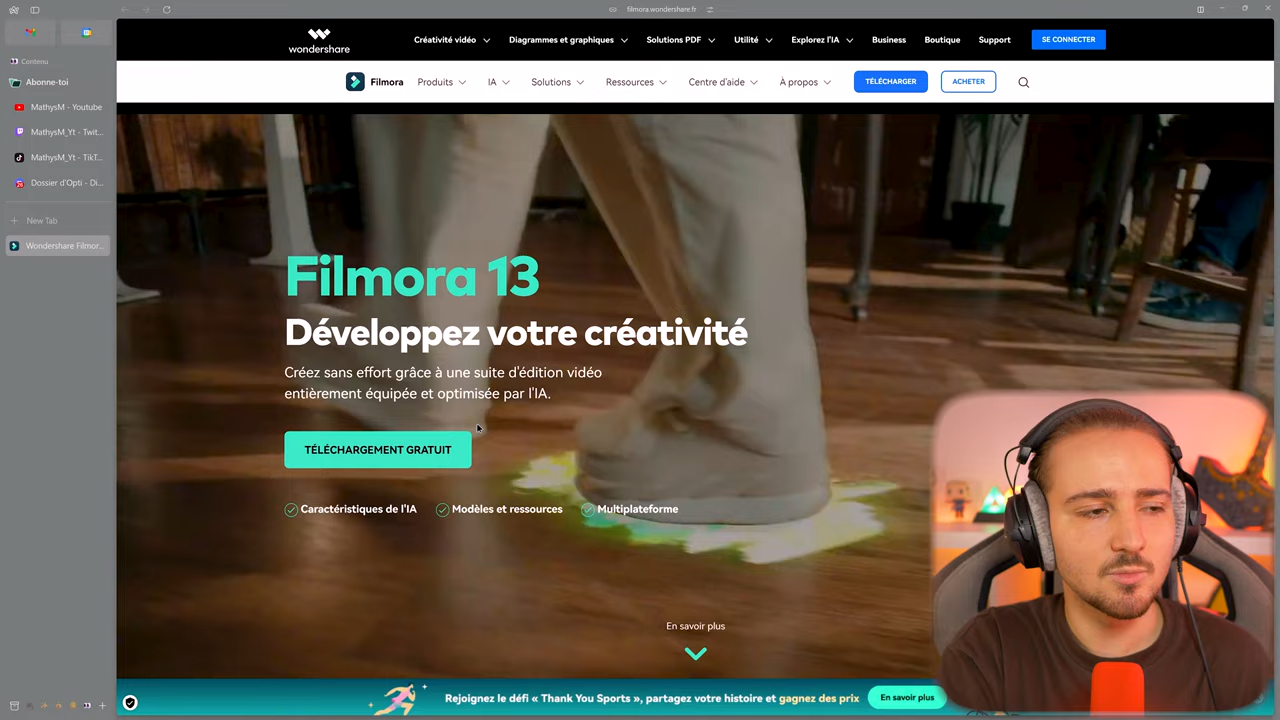 filmora.wondershare.fr
Contenu
Abonne-toi
MathysM - Youtube
MathysM_Yt - Twit...
MathysM_Yt - TikT...
Dossier d'Opti - Di...
New Tab
Wondershare Filmor...
wondershare
Créativité vidéo
Diagrammes et graphiques
Solutions PDF
Utilité
Explorez l'IA
Business
Boutique
Support
SE CONNECTER
Filmora
Produits
IA
Solutions
Ressources
Centre d'aide
À propos
TÉLÉCHARGER
ACHETER
Filmora 13
Développez votre créativité
Créez sans effort grâce à une suite d'édition vidéo
entièrement équipée et optimisée par l'IA.
TÉLÉCHARGEMENT GRATUIT
Caractéristiques de l'IA
Modèles et ressources
Multiplateforme
En savoir plus
Rejoignez le défi « Thank You Sports », partagez votre histoire et gagnez des prix
En savoir plus